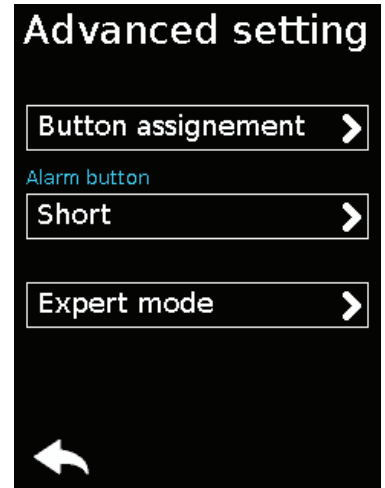 Advanced setting
Button assignement
Alarm button
Short
Expert mode